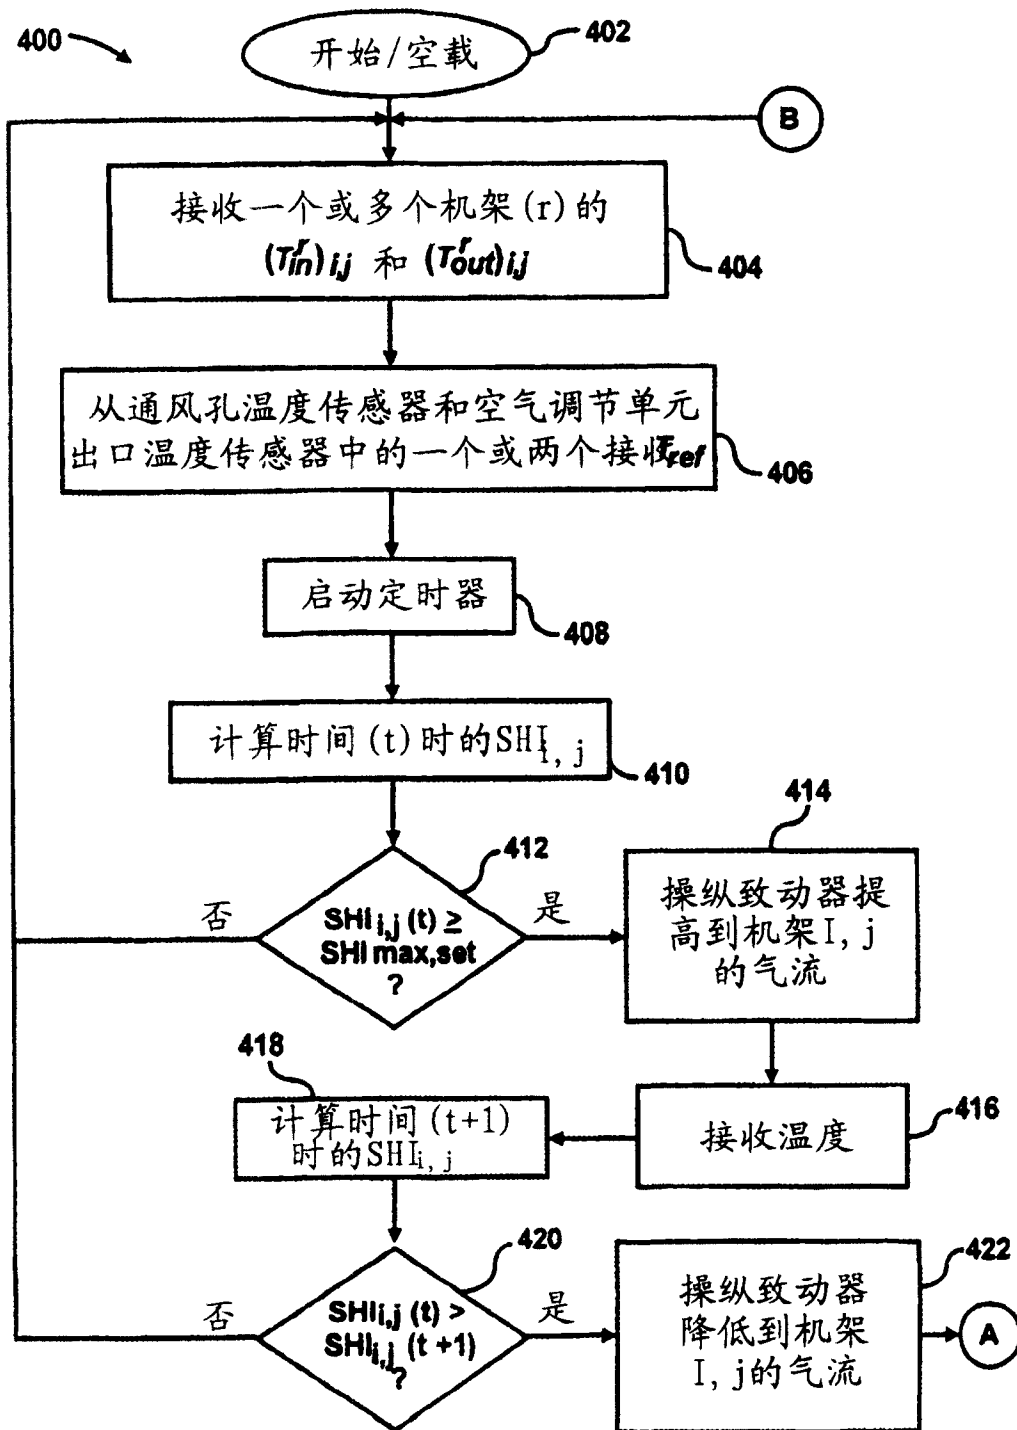 400
开始/空载
402
B
接收一个或多个机架(r)的
(T^r_in)i,j 和 (T^r_out)i,j
404
从通风孔温度传感器和空气调节单元
出口温度传感器中的一个或两个接收T_ref
406
启动定时器
408
计算时间(t)时的SHI_i, j
410
412
否
SHI i,j (t) ≥
SHI max,set
?
是
414
操纵致动器提
高到机架I, j
的气流
418
计算时间(t+1)
时的SHI_i, j
接收温度
416
420
否
SHI i,j (t) >
SHI i,j (t +1)
?
是
422
操纵致动器
降低到机架
I, j的气流
A